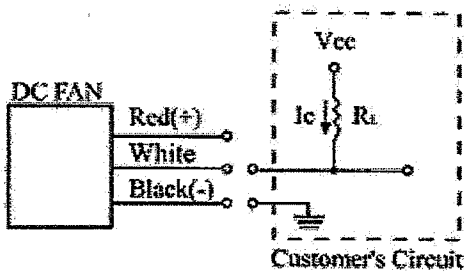 Vcc
DC FAN
Red(+)
Ic RL
White
Black(-)
Customer's Circuit